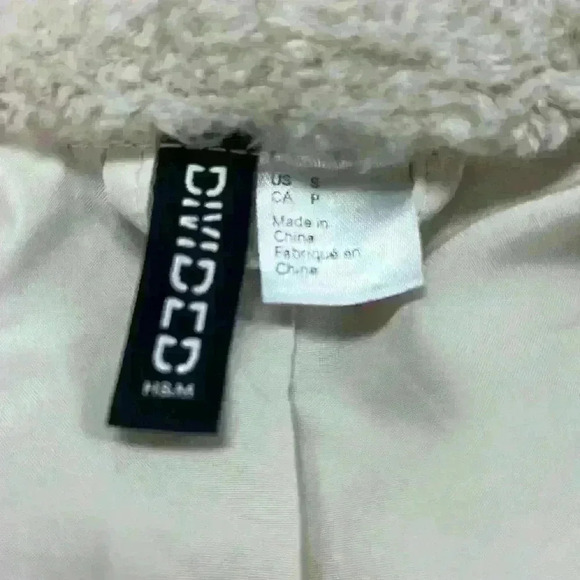 DIVIDED
H&M
US S
CA P
Made in
China
Fabriqué en
Chine